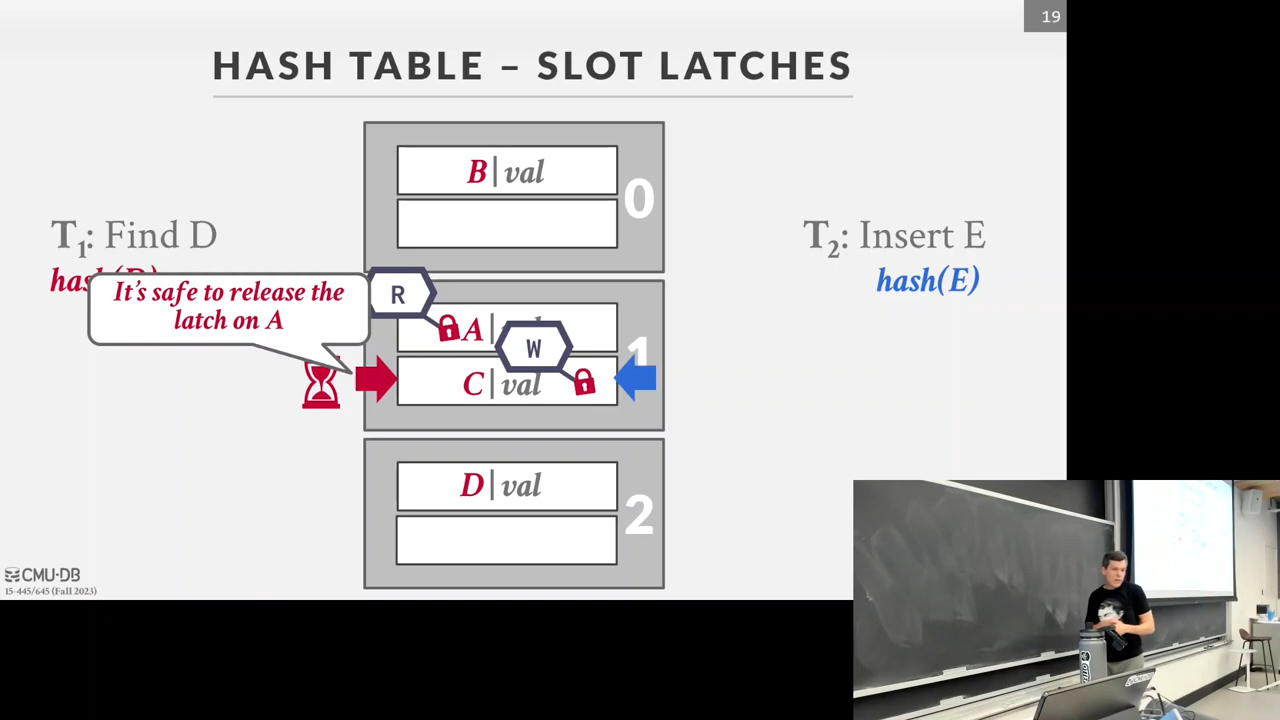 19
HASH TABLE – SLOT LATCHES
B|val
0
T1: Find D
T2: Insert E
hash(E)
It's safe to release the
latch on A
R
A|
W
1
C|val
D|val
2
CMU·DB
15-445/645 (Fall 2023)